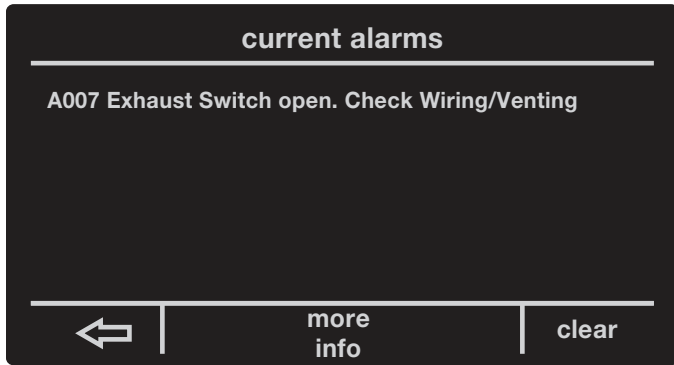 current alarms
A007 Exhaust Switch open. Check Wiring/Venting
more
info
clear